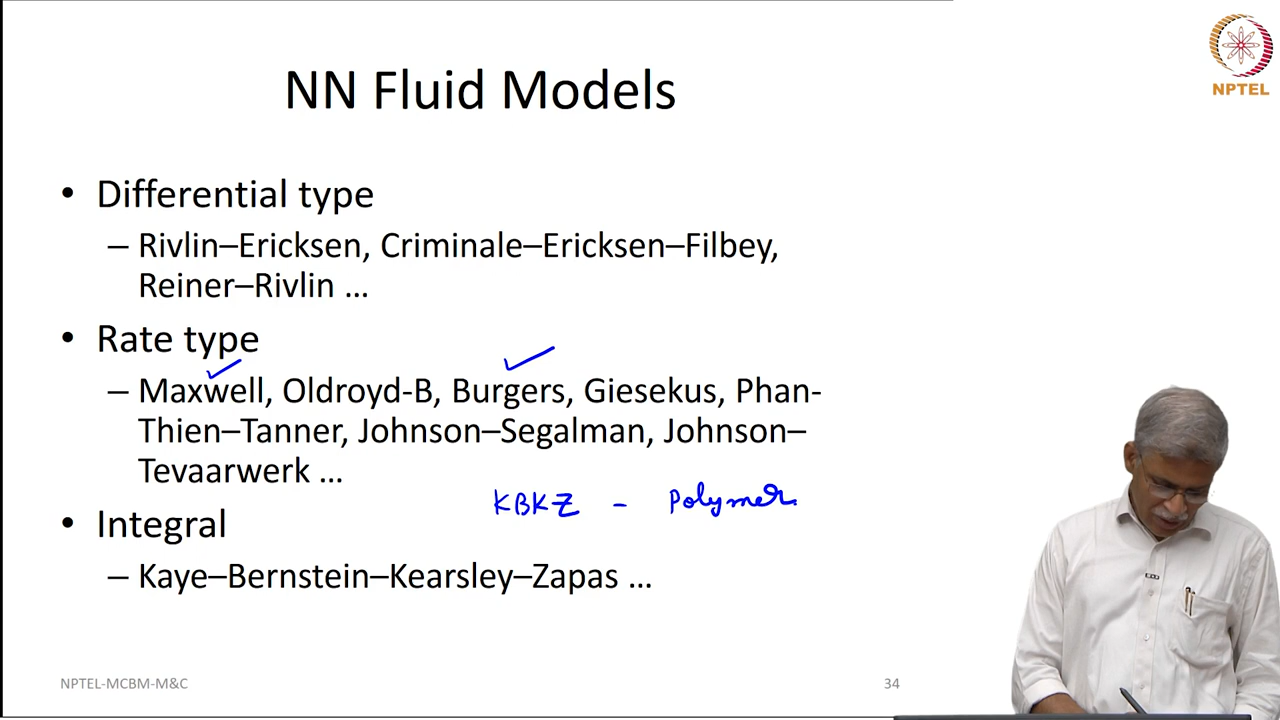 NN Fluid Models
NPTEL
• Differential type
– Rivlin–Ericksen, Criminale–Ericksen–Filbey,
Reiner–Rivlin ...
• Rate type
– Maxwell, Oldroyd-B, Burgers, Giesekus, Phan-
Thien–Tanner, Johnson–Segalman, Johnson–
Tevaarwerk ...
KBKZ – Polymer
• Integral
– Kaye–Bernstein–Kearsley–Zapas ...
NPTEL-MCBM-M&C
34